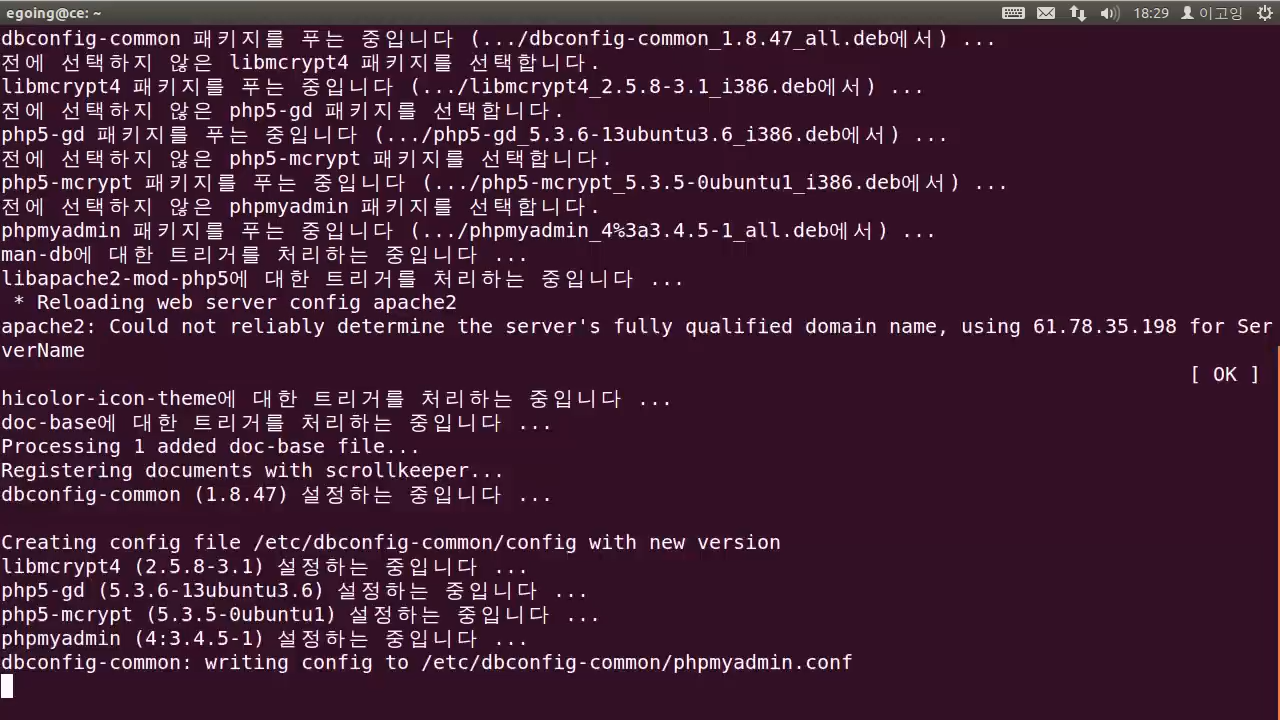 egoing@ce: ~
18:29 이고잉
dbconfig-common 패키지를 푸는 중입니다 (.../dbconfig-common_1.8.47_all.deb에서) ...
전에 선택하지 않은 libmcrypt4 패키지를 선택합니다.
libmcrypt4 패키지를 푸는 중입니다 (.../libmcrypt4_2.5.8-3.1_i386.deb에서) ...
전에 선택하지 않은 php5-gd 패키지를 선택합니다.
php5-gd 패키지를 푸는 중입니다 (.../php5-gd_5.3.6-13ubuntu3.6_i386.deb에서) ...
전에 선택하지 않은 php5-mcrypt 패키지를 선택합니다.
php5-mcrypt 패키지를 푸는 중입니다 (.../php5-mcrypt_5.3.5-0ubuntu1_i386.deb에서) ...
전에 선택하지 않은 phpmyadmin 패키지를 선택합니다.
phpmyadmin 패키지를 푸는 중입니다 (.../phpmyadmin_4%3a3.4.5-1_all.deb에서) ...
man-db에 대한 트리거를 처리하는 중입니다 ...
libapache2-mod-php5에 대한 트리거를 처리하는 중입니다 ...
 * Reloading web server config apache2
apache2: Could not reliably determine the server's fully qualified domain name, using 61.78.35.198 for Ser
verName
[ OK ]
hicolor-icon-theme에 대한 트리거를 처리하는 중입니다 ...
doc-base에 대한 트리거를 처리하는 중입니다 ...
Processing 1 added doc-base file...
Registering documents with scrollkeeper...
dbconfig-common (1.8.47) 설정하는 중입니다 ...
Creating config file /etc/dbconfig-common/config with new version
libmcrypt4 (2.5.8-3.1) 설정하는 중입니다 ...
php5-gd (5.3.6-13ubuntu3.6) 설정하는 중입니다 ...
php5-mcrypt (5.3.5-0ubuntu1) 설정하는 중입니다 ...
phpmyadmin (4:3.4.5-1) 설정하는 중입니다 ...
dbconfig-common: writing config to /etc/dbconfig-common/phpmyadmin.conf